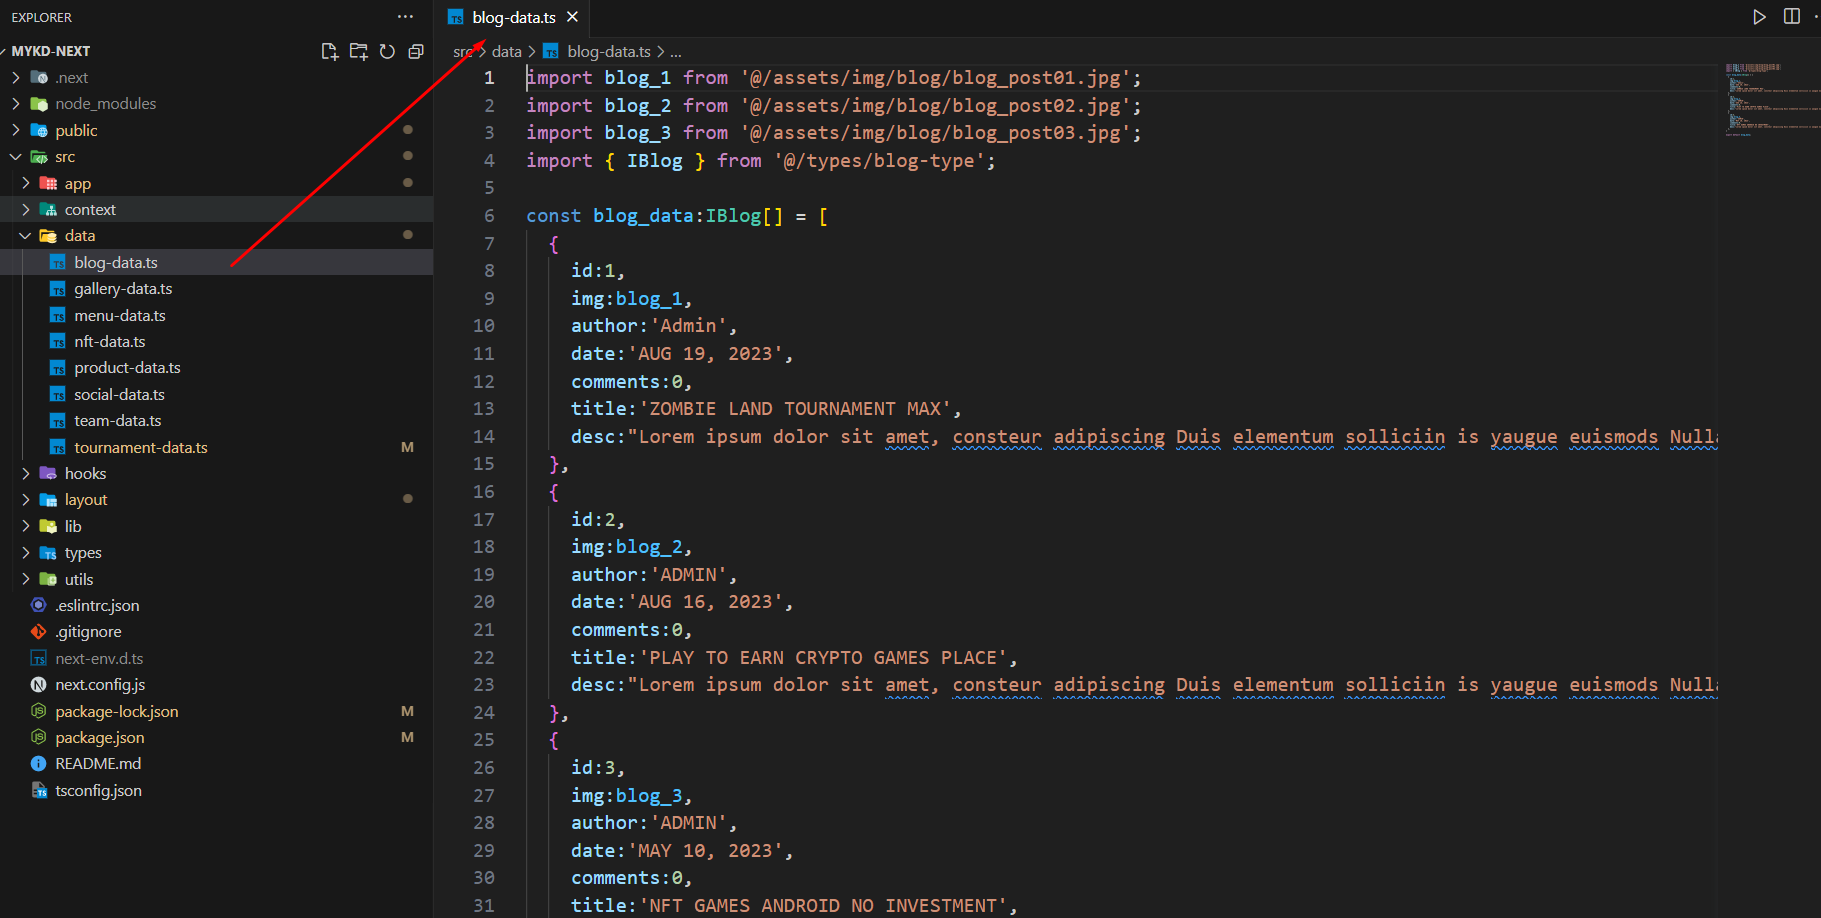 EXPLORER
MYKD-NEXT
.next
node_modules
public
src
app
context
data
blog-data.ts
gallery-data.ts
menu-data.ts
nft-data.ts
product-data.ts
social-data.ts
team-data.ts
tournament-data.ts M
hooks
layout
lib
types
utils
.eslintrc.json
.gitignore
next-env.d.ts
next.config.js
package-lock.json M
package.json M
README.md
tsconfig.json
blog-data.ts
src > data > blog-data.ts > ...
1 import blog_1 from '@/assets/img/blog/blog_post01.jpg';
2 import blog_2 from '@/assets/img/blog/blog_post02.jpg';
3 import blog_3 from '@/assets/img/blog/blog_post03.jpg';
4 import { IBlog } from '@/types/blog-type';
5
6 const blog_data:IBlog[] = [
7 {
8 id:1,
9 img:blog_1,
10 author:'Admin',
11 date:'AUG 19, 2023',
12 comments:0,
13 title:'ZOMBIE LAND TOURNAMENT MAX',
14 desc:"Lorem ipsum dolor sit amet, consteur adipiscing Duis elementum solliciin is yaugue euismods Nulla
15 },
16 {
17 id:2,
18 img:blog_2,
19 author:'ADMIN',
20 date:'AUG 16, 2023',
21 comments:0,
22 title:'PLAY TO EARN CRYPTO GAMES PLACE',
23 desc:"Lorem ipsum dolor sit amet, consteur adipiscing Duis elementum solliciin is yaugue euismods Nulla
24 },
25 {
26 id:3,
27 img:blog_3,
28 author:'ADMIN',
29 date:'MAY 10, 2023',
30 comments:0,
31 title:'NFT GAMES ANDROID NO INVESTMENT',